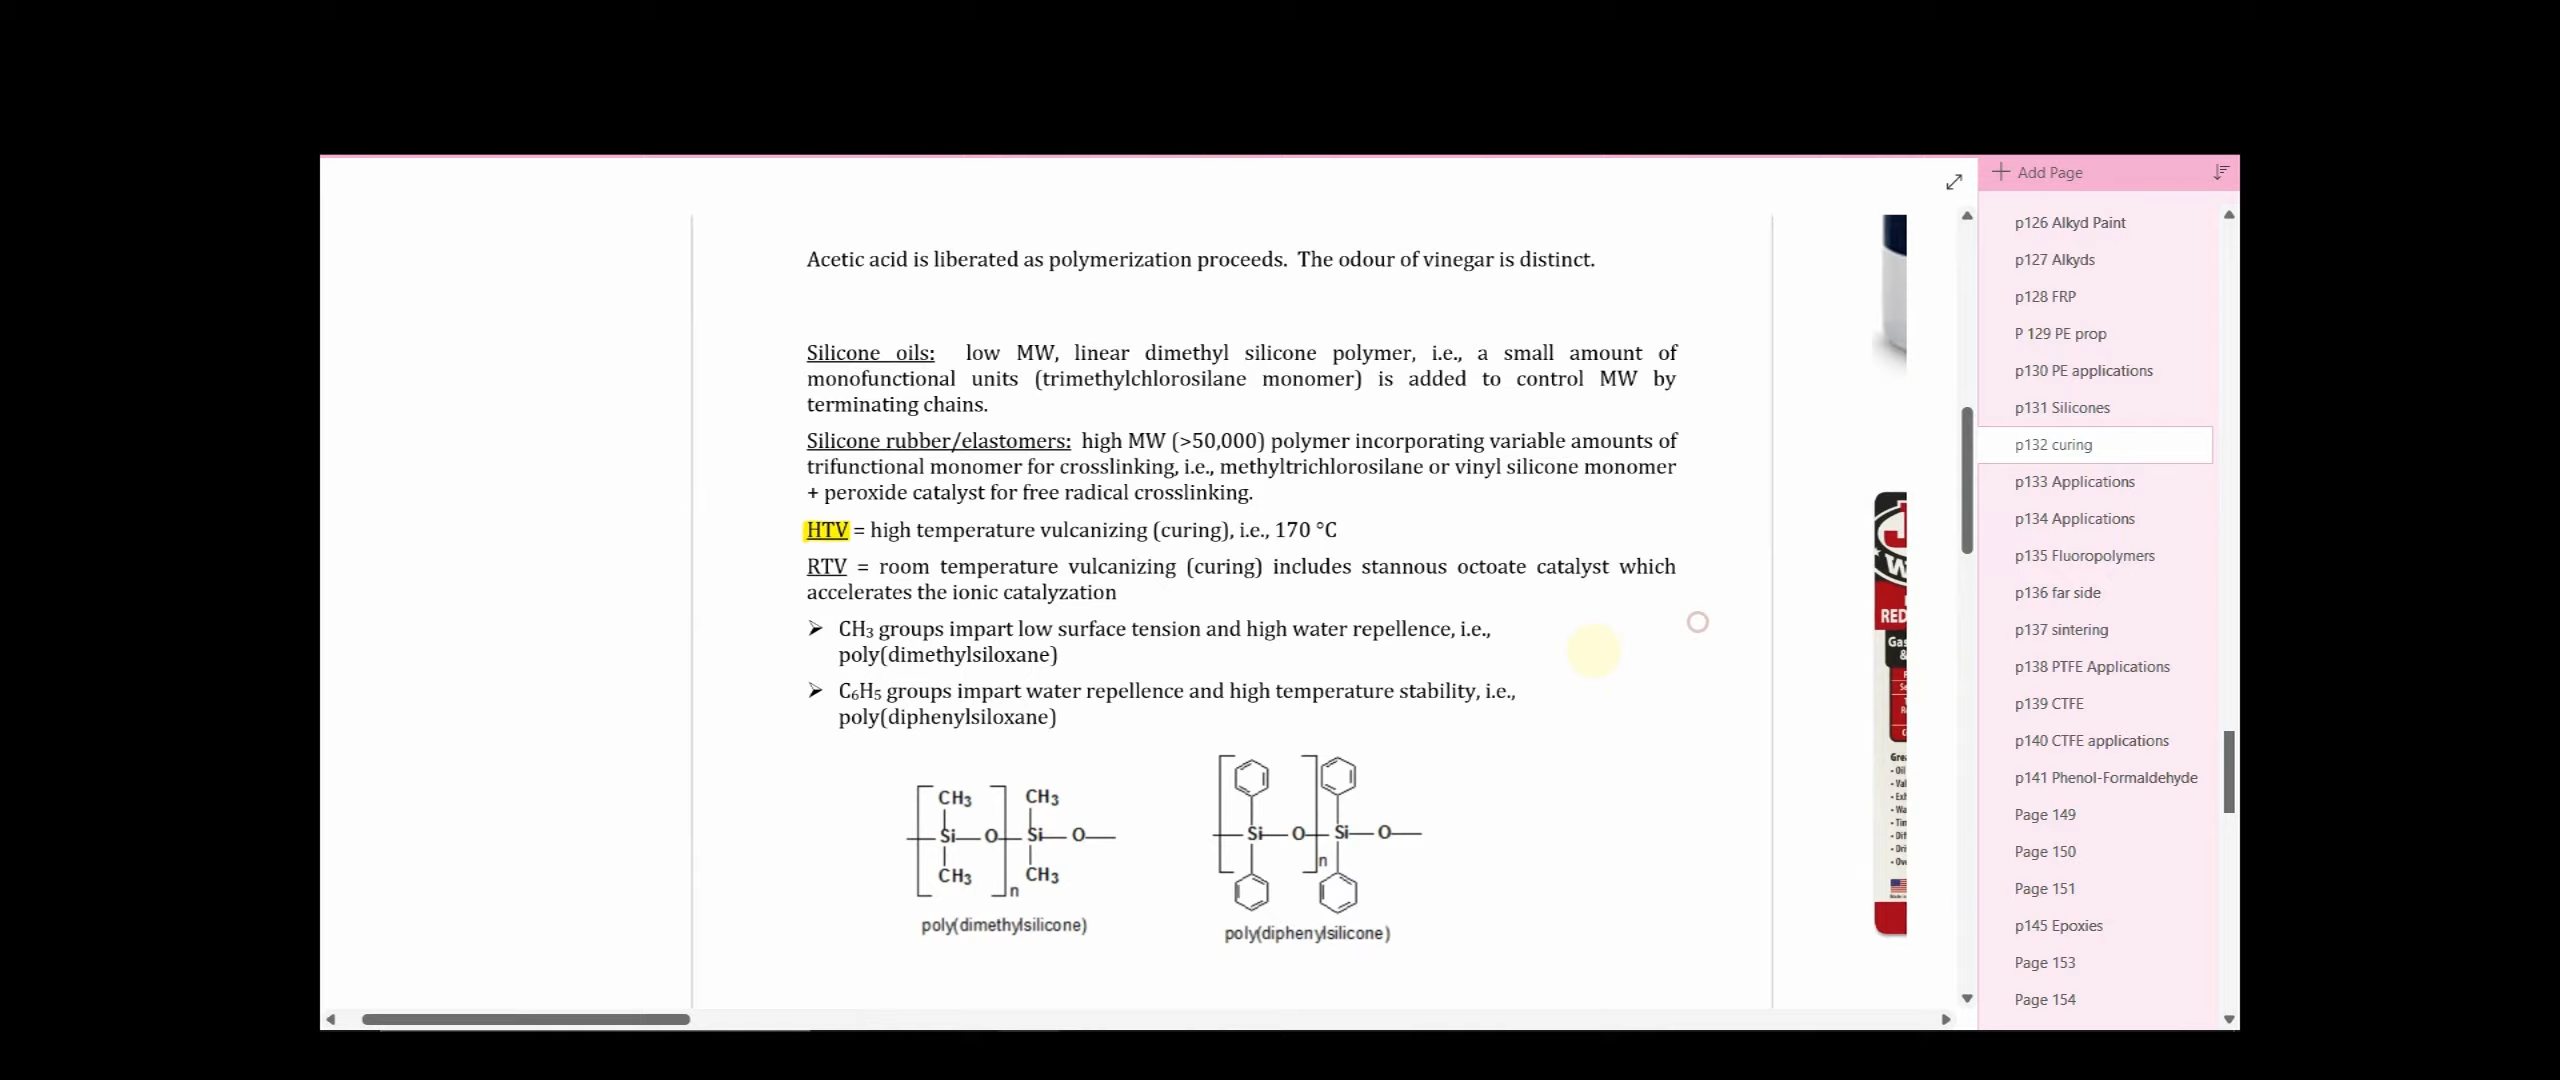 Add Page
Acetic acid is liberated as polymerization proceeds. The odour of vinegar is distinct.
Silicone oils: low MW, linear dimethyl silicone polymer, i.e., a small amount of
monofunctional units (trimethylchlorosilane monomer) is added to control MW by
terminating chains.
Silicone rubber/elastomers: high MW (>50,000) polymer incorporating variable amounts of
trifunctional monomer for crosslinking, i.e., methyltrichlorosilane or vinyl silicone monomer
+ peroxide catalyst for free radical crosslinking.
HTV = high temperature vulcanizing (curing), i.e., 170 °C
RTV = room temperature vulcanizing (curing) includes stannous octoate catalyst which
accelerates the ionic catalyzation
➢ CH₃ groups impart low surface tension and high water repellence, i.e.,
poly(dimethylsiloxane)
➢ C₆H₅ groups impart water repellence and high temperature stability, i.e.,
poly(diphenylsiloxane)
CH₃ CH₃
Si O Si O
CH₃ CH₃
n
poly(dimethylsilicone)
Si O Si O
n
poly(diphenylsilicone)
RED
p126 Alkyd Paint
p127 Alkyds
p128 FRP
P 129 PE prop
p130 PE applications
p131 Silicones
p132 curing
p133 Applications
p134 Applications
p135 Fluoropolymers
p136 far side
p137 sintering
p138 PTFE Applications
p139 CTFE
p140 CTFE applications
p141 Phenol-Formaldehyde
Page 149
Page 150
Page 151
p145 Epoxies
Page 153
Page 154